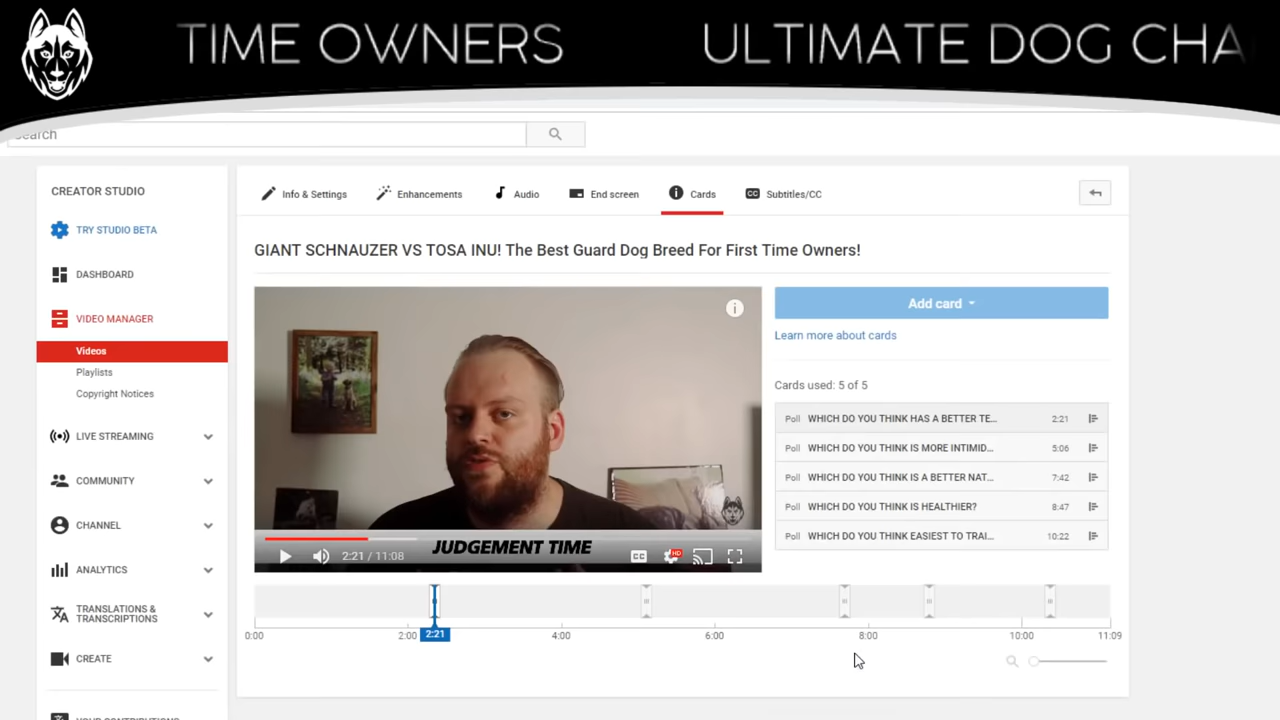 TIME OWNERS
ULTIMATE DOG CHA
Search
CREATOR STUDIO
TRY STUDIO BETA
DASHBOARD
VIDEO MANAGER
Videos
Playlists
Copyright Notices
LIVE STREAMING
COMMUNITY
CHANNEL
ANALYTICS
TRANSLATIONS &
TRANSCRIPTIONS
CREATE
YOUR CONTRIBUTIONS
Info & Settings
Enhancements
Audio
End screen
Cards
CC Subtitles/CC
GIANT SCHNAUZER VS TOSA INU! The Best Guard Dog Breed For First Time Owners!
JUDGEMENT TIME
2:21 / 11:08
CC
HD
Add card
Learn more about cards
Cards used: 5 of 5
Poll WHICH DO YOU THINK HAS A BETTER TE... 2:21
Poll WHICH DO YOU THINK IS MORE INTIMID... 5:06
Poll WHICH DO YOU THINK IS A BETTER NAT... 7:42
Poll WHICH DO YOU THINK IS HEALTHIER? 8:47
Poll WHICH DO YOU THINK EASIEST TO TRAI... 10:22
0:00 2:00 2:21 4:00 6:00 8:00 10:00 11:09